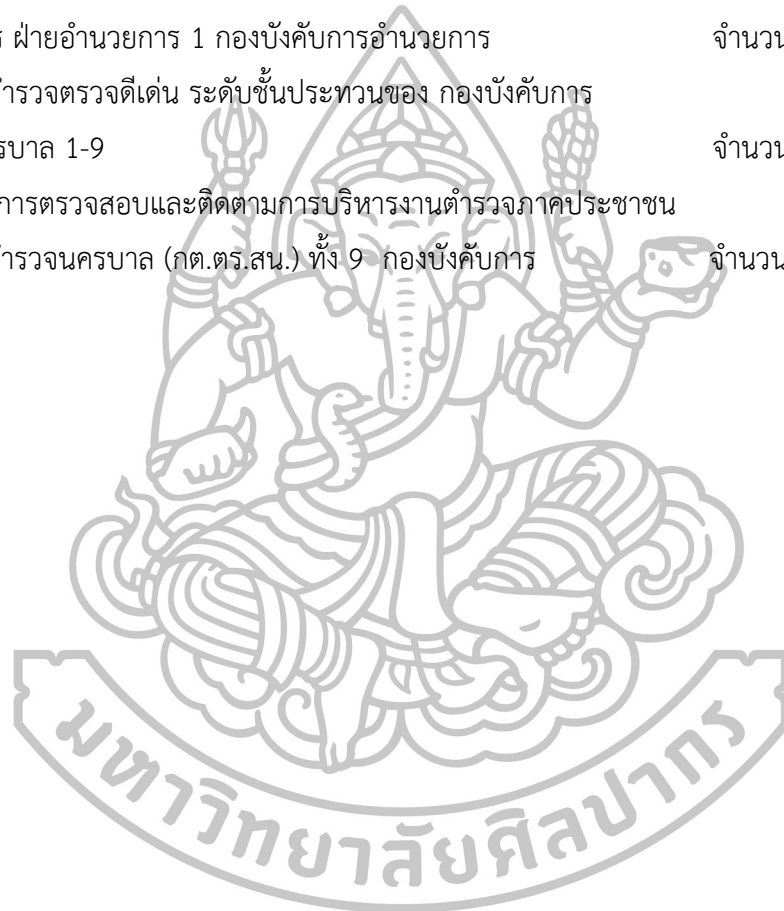 ฝ่ายอำนวยการ 1 กองบังคับการอำนวยการ จำนวน
ตำรวจตรวจดีเด่น ระดับชั้นประทวนของ กองบังคับการ
รบาล 1-9 จำนวน
การตรวจสอบและติดตามการบริหารงานตำรวจภาคประชาชน
ตำรวจนครบาล (กต.ตร.สน.) ทั้ง 9 กองบังคับการ จำนวน
มหาวิทยาลัยศิลปากร